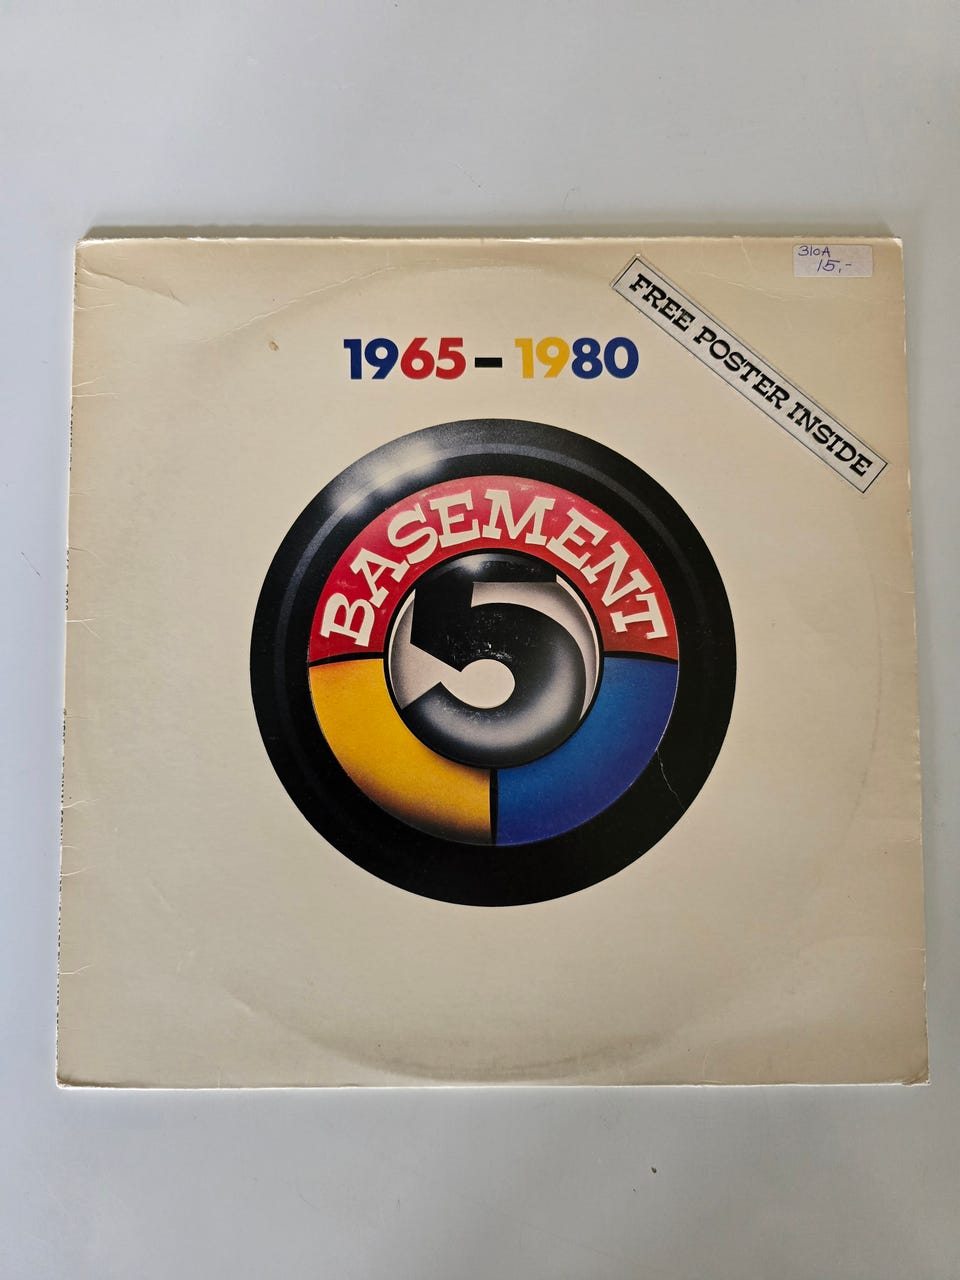 310A
15,-
FREE POSTER INSIDE
1965–1980
BASEMENT
5